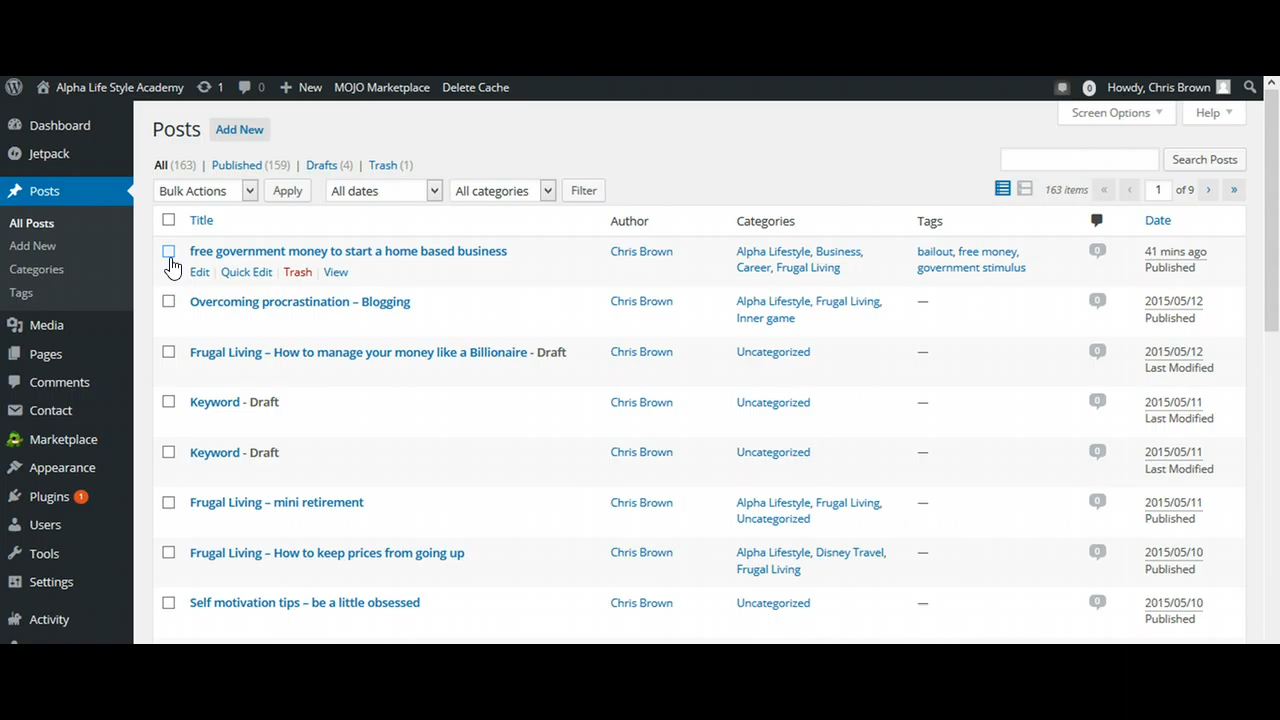 Alpha Life Style Academy 1 0 New MOJO Marketplace Delete Cache 0 Howdy, Chris Brown
Screen Options Help
Dashboard
Jetpack
Posts
All Posts
Add New
Categories
Tags
Media
Pages
Comments
Contact
Marketplace
Appearance
Plugins 1
Users
Tools
Settings
Activity
Posts Add New
All (163) | Published (159) | Drafts (4) | Trash (1)
Search Posts
Bulk Actions Apply All dates All categories Filter 163 items « ‹ 1 of 9 › »
Title Author Categories Tags Date
free government money to start a home based business Chris Brown Alpha Lifestyle, Business, bailout, free money, 0 41 mins ago
Edit | Quick Edit | Trash | View Career, Frugal Living government stimulus Published
Overcoming procrastination – Blogging Chris Brown Alpha Lifestyle, Frugal Living, — 0 2015/05/12
Inner game Published
Frugal Living – How to manage your money like a Billionaire - Draft Chris Brown Uncategorized — 0 2015/05/12
Last Modified
Keyword - Draft Chris Brown Uncategorized — 0 2015/05/11
Last Modified
Keyword - Draft Chris Brown Uncategorized — 0 2015/05/11
Last Modified
Frugal Living – mini retirement Chris Brown Alpha Lifestyle, Frugal Living, — 0 2015/05/11
Uncategorized Published
Frugal Living – How to keep prices from going up Chris Brown Alpha Lifestyle, Disney Travel, — 0 2015/05/10
Frugal Living Published
Self motivation tips – be a little obsessed Chris Brown Uncategorized — 0 2015/05/10
Published